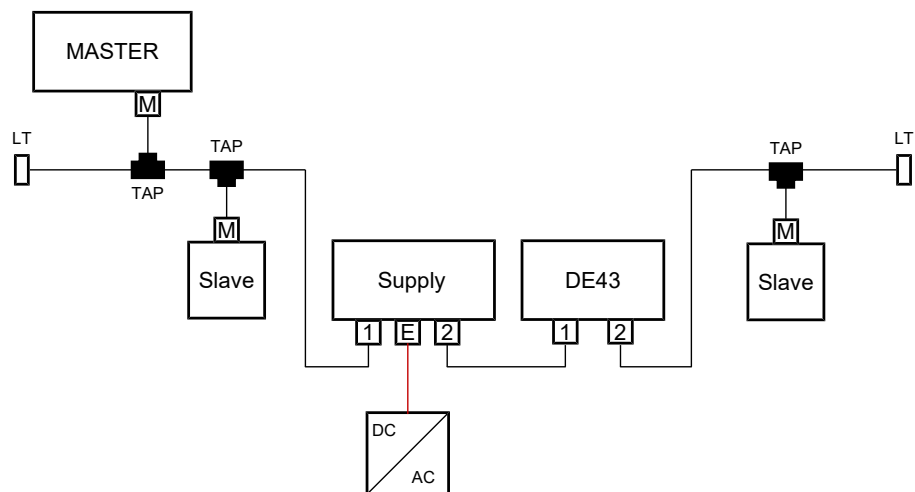 MASTER
M
LT
TAP
TAP
M
Slave
Supply
1
E
2
DE43
1
2
TAP
M
Slave
LT
DC
AC